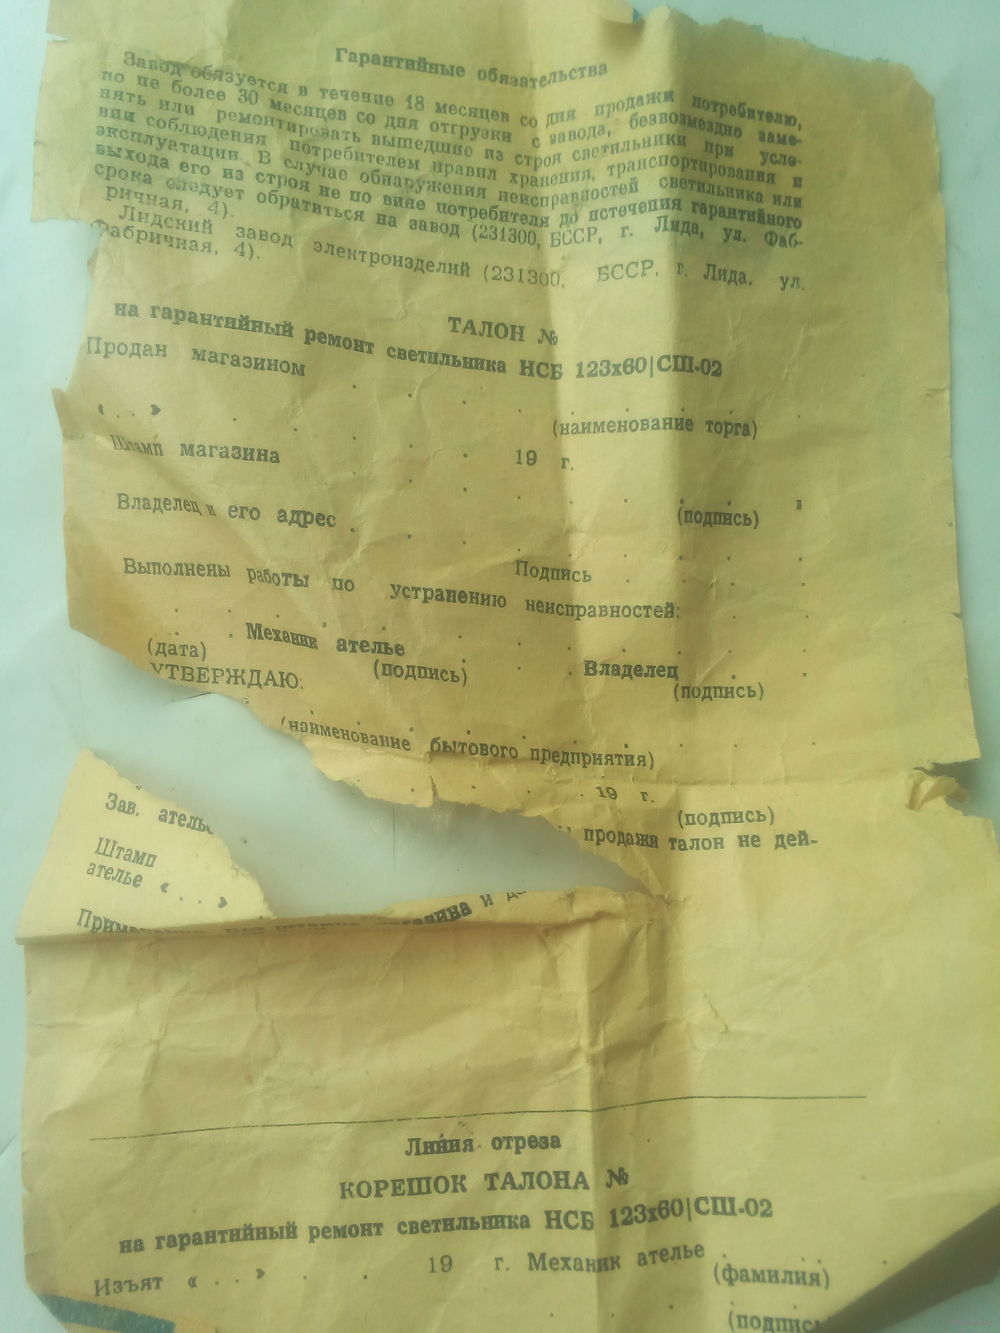 Гарантийные обязательства
Завод обязуется в течение 18 месяцев со дня продажи потребителю,
но не более 30 месяцев со дня отгрузки с завода, безвозмездно заме-
нять или ремонтировать вышедшие из строя светильники при усло-
вии соблюдения потребителем правил хранения, транспортирования и
эксплуатации. В случае обнаружения неисправностей светильника или
выхода его из строя не по вине потребителя до истечения гарантийного
срока следует обратиться на завод (231300, БССР, г. Лида, ул. Фаб-
ричная, 4).
Лидский завод электроизделий (231300, БССР, г. Лида, ул.
Фабричная, 4).
ТАЛОН №
на гарантийный ремонт светильника НСБ 123х60|СШ-02
Продан магазином
(наименование торга)
« . . » 19 г.
Штамп магазина
(подпись)
Владелец и его адрес
Подпись
Выполнены работы по устранению неисправностей:
Механик ателье Владелец
(дата) (подпись) (подпись)
УТВЕРЖДАЮ:
(наименование бытового предприятия)
19 г.
Зав. ателье
(подпись)
Штамп
ателье « . . »
продажи талон не дей-
Линия отреза
КОРЕШОК ТАЛОНА №
на гарантийный ремонт светильника НСБ 123х60|СШ-02
Изъят « . . » . . 19 г. Механик ателье
(фамилия)
(подпись